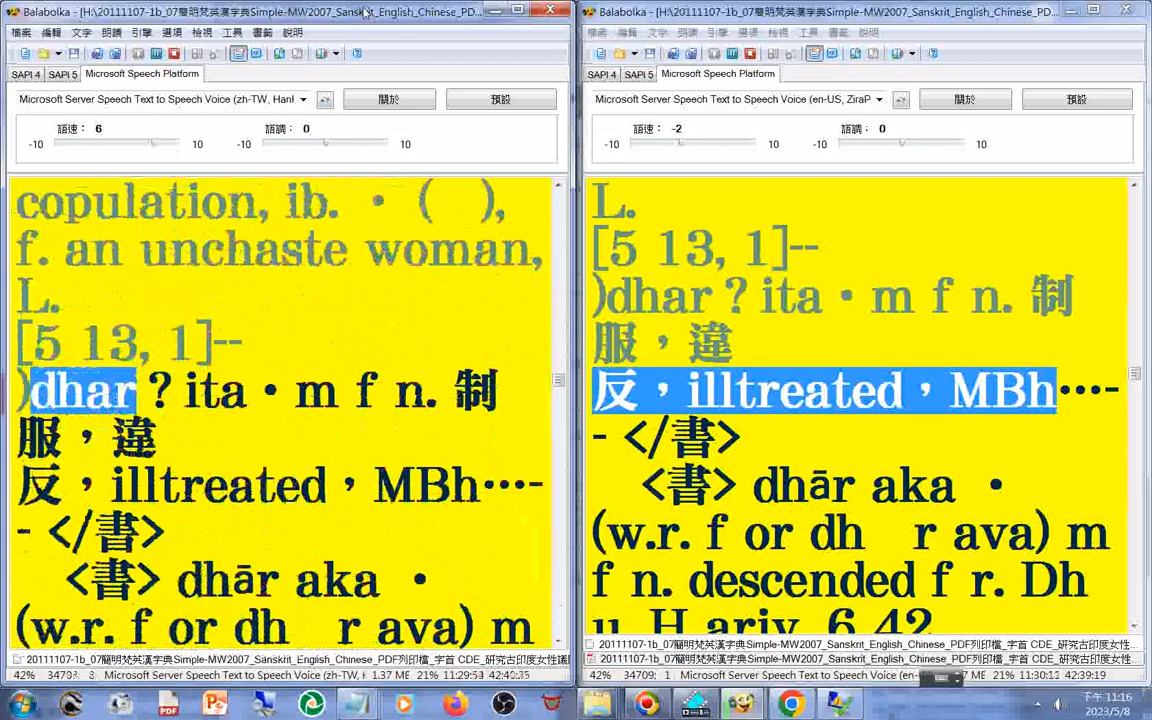 Balabolka - [H:\20111107-1b_07簡明梵英漢字典Simple-MW2007_Sanskrit_English_Chinese_PD...
檔案 編輯 文字 朗讀 引擎 選項 檢視 工具 書籤 說明
SAPI 4 SAPI 5 Microsoft Speech Platform
Microsoft Server Speech Text to Speech Voice (zh-TW, HanH
關於 預設
語速： 6 語調： 0
-10 10 -10 10
copulation, ib. • ( ),
f. an unchaste woman,
L.
[5 13, 1]--
)dhar？ita • m f n. 制
服，違
反，illtreated，MBh…-
- </書>
<書> dhār aka •
(w.r. f or dh r ava) m
20111107-1b_07簡明梵英漢字典Simple-MW2007_Sanskrit_English_Chinese_PDF列印檔_字首 CDE_研究古印度女性議
42% Microsoft Server Speech Text to Speech Voice (zh-TW, H 1.37 MB 21% 11:29:53 42:40:35
Balabolka - [H:\20111107-1b_07簡明梵英漢字典Simple-MW2007_Sanskrit_English_Chinese_PD...
檔案 編輯 文字 朗讀 引擎 選項 檢視 工具 書籤 說明
SAPI 4 SAPI 5 Microsoft Speech Platform
Microsoft Server Speech Text to Speech Voice (en-US, ZiraP
關於 預設
語速： -2 語調： 0
-10 10 -10 10
L.
[5 13, 1]--
)dhar？ita • m f n. 制
服，違
反，illtreated，MBh…-
- </書>
<書> dhār aka •
(w.r. f or dh r ava) m
f n. descended f r. Dh
u, Hariv. 6,42
20111107-1b_07簡明梵英漢字典Simple-MW2007_Sanskrit_English_Chinese_PDF列印檔_字首 CDE_研究古印度女性
20111107-1b_07簡明梵英漢字典Simple-MW2007_Sanskrit_English_Chinese_PDF列印檔_字首 CDE_研究古印度女性
42% 34709: 1 Microsoft Server Speech Text to Speech Voice (en-us 21% 11:30:12 42:39:19
下午 11:16
2023/5/8